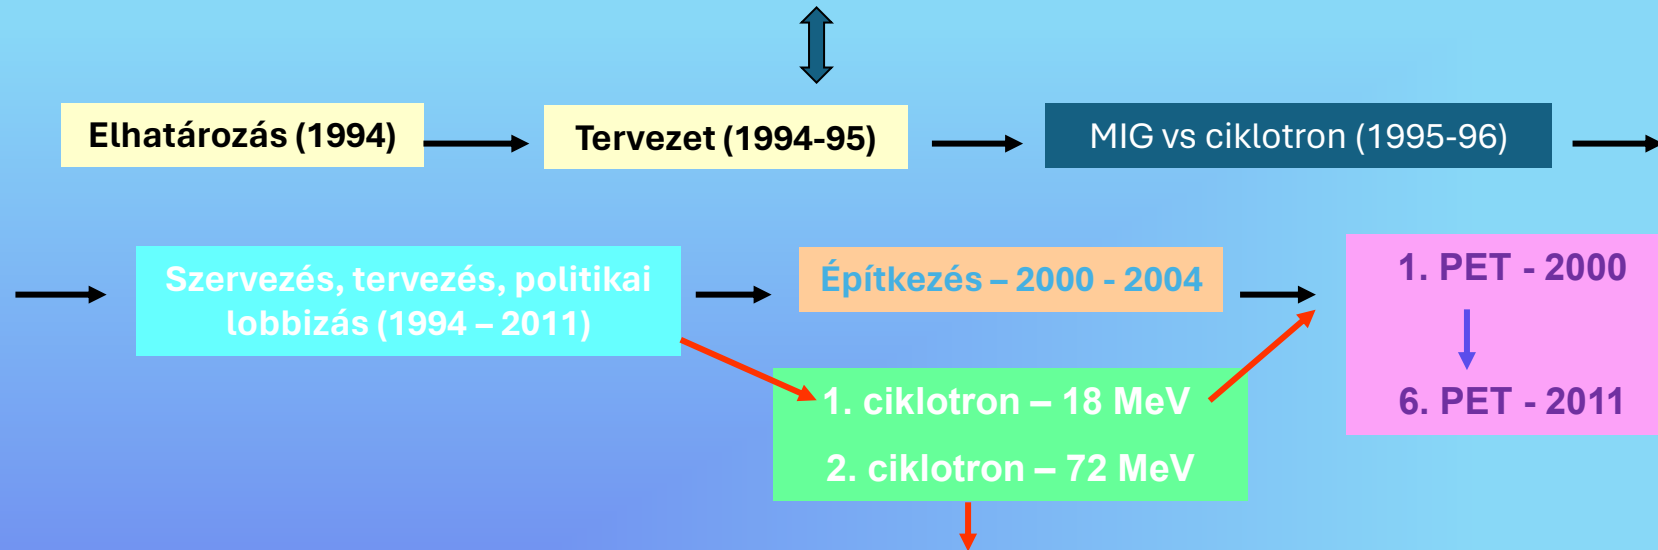 Elhatározás (1994)
Tervezet (1994-95)
MIG vs ciklotron (1995-96)
Szervezés, tervezés, politikai
lobbizás (1994 – 2011)
Építkezés – 2000 - 2004
1. PET - 2000
6. PET - 2011
1. ciklotron – 18 MeV
2. ciklotron – 72 MeV